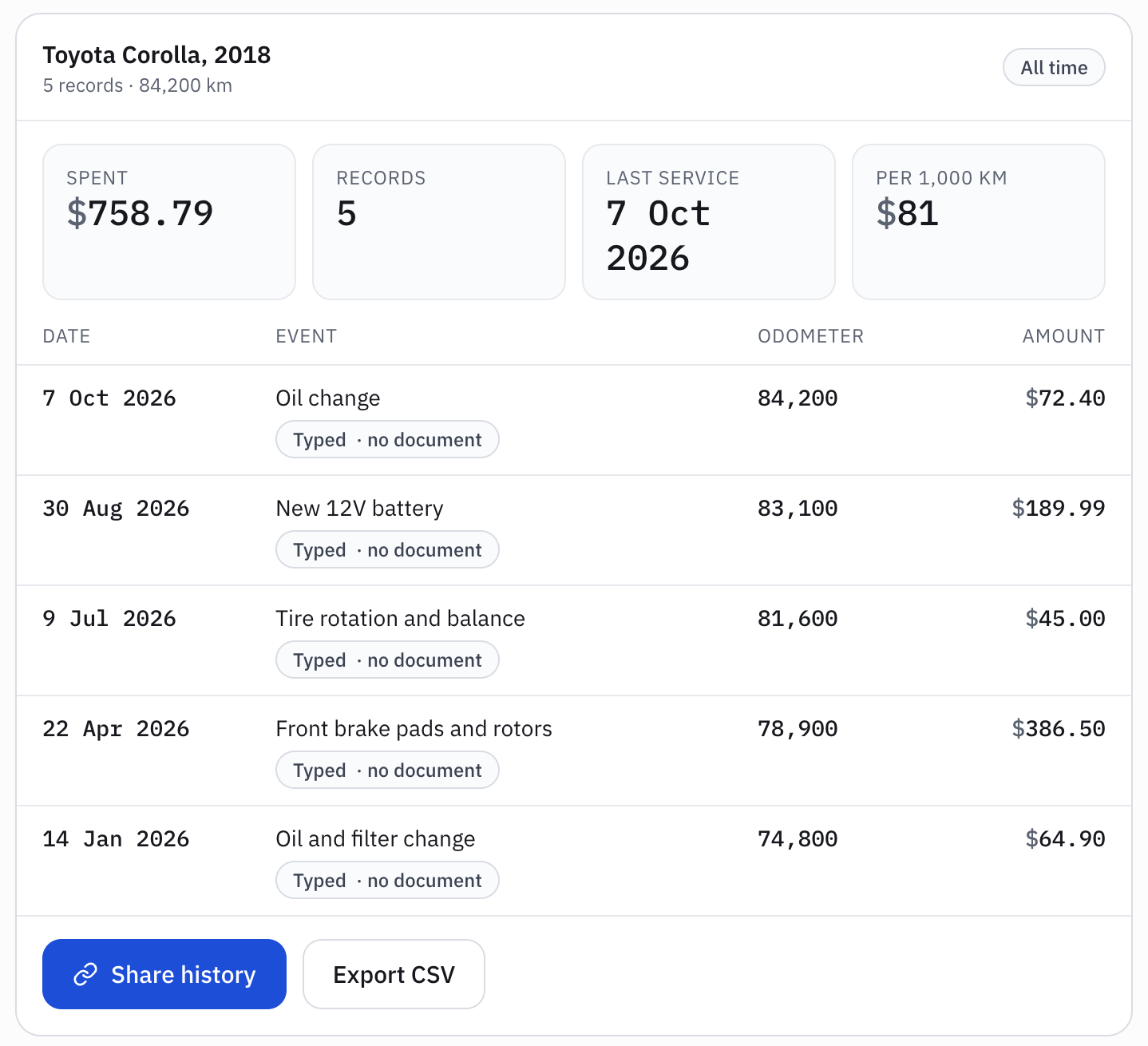 Toyota Corolla, 2018
5 records · 84,200 km
All time
SPENT
$758.79
RECORDS
5
LAST SERVICE
7 Oct
2026
PER 1,000 KM
$81
DATE EVENT ODOMETER AMOUNT
7 Oct 2026 Oil change 84,200 $72.40
Typed · no document
30 Aug 2026 New 12V battery 83,100 $189.99
Typed · no document
9 Jul 2026 Tire rotation and balance 81,600 $45.00
Typed · no document
22 Apr 2026 Front brake pads and rotors 78,900 $386.50
Typed · no document
14 Jan 2026 Oil and filter change 74,800 $64.90
Typed · no document
Share history Export CSV